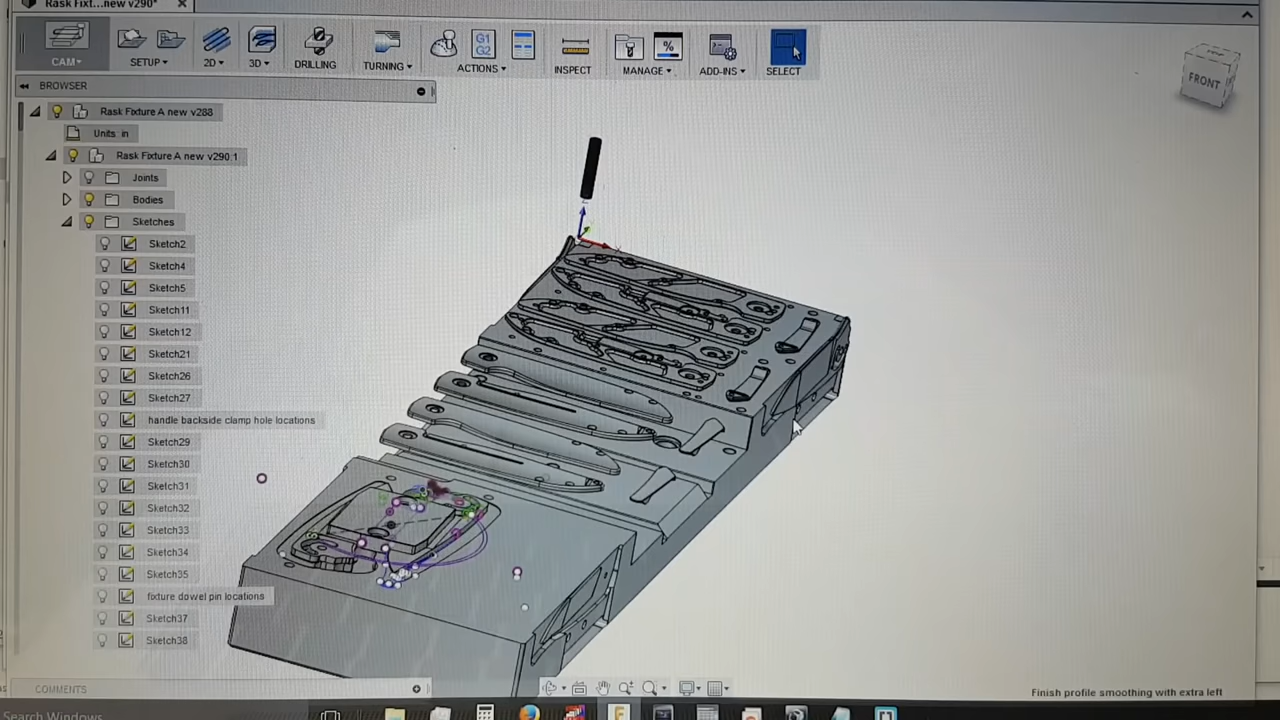 Rask Fixt...new v290*
CAM
SETUP
2D
3D
DRILLING
TURNING
G1
G2
ACTIONS
INSPECT
%
MANAGE
ADD-INS
SELECT
BROWSER
FRONT
Rask Fixture A new v288
Units in
Rask Fixture A new v290:1
Joints
Bodies
Sketches
Sketch2
Sketch4
Sketch5
Sketch11
Sketch12
Sketch21
Sketch26
Sketch27
handle backside clamp hole locations
Sketch29
Sketch30
Sketch31
Sketch32
Sketch33
Sketch34
Sketch35
fixture dowel pin locations
Sketch37
Sketch38
COMMENTS
Finish profile smoothing with extra left
Search Windows